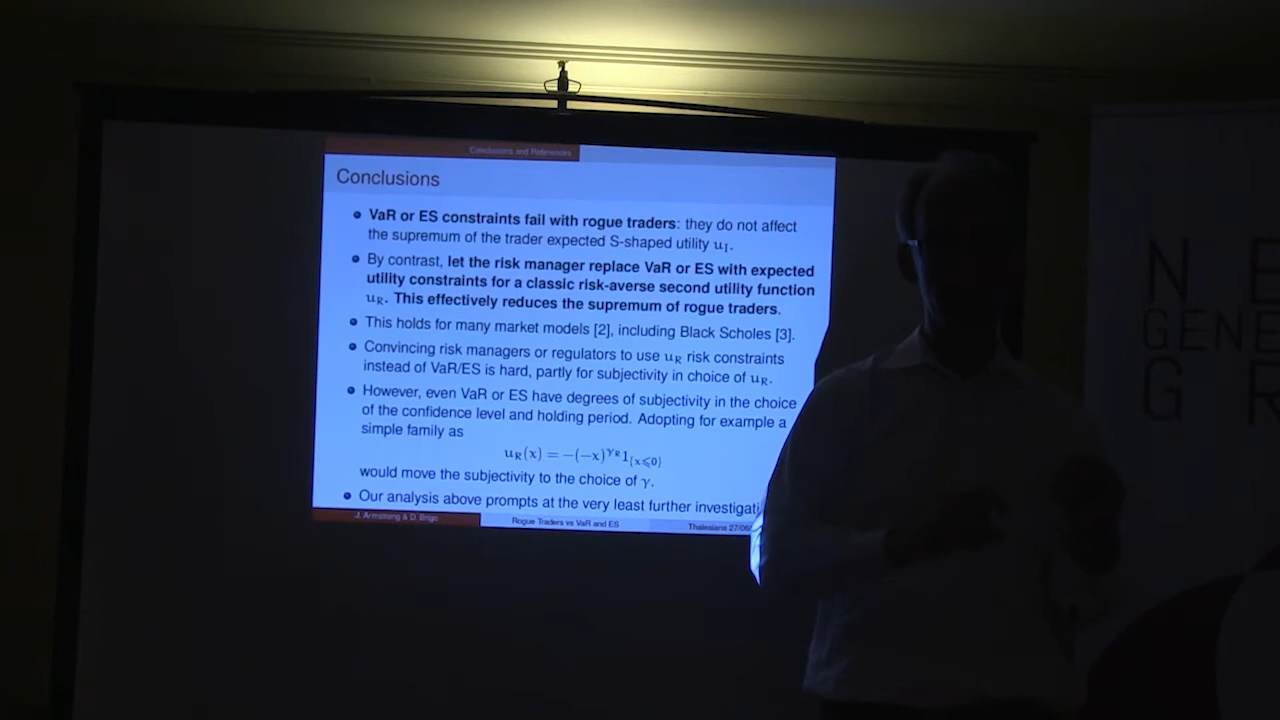 Conclusions and References
Conclusions
VaR or ES constraints fail with rogue traders: they do not affect
the supremum of the trader expected S-shaped utility u_I.
By contrast, let the risk manager replace VaR or ES with expected
utility constraints for a classic risk-averse second utility function
u_R. This effectively reduces the supremum of rogue traders.
This holds for many market models [2], including Black Scholes [3].
Convincing risk managers or regulators to use u_R risk constraints
instead of VaR/ES is hard, partly for subjectivity in choice of u_R.
However, even VaR or ES have degrees of subjectivity in the choice
of the confidence level and holding period. Adopting for example a
simple family as
u_R(x) = −(−x)^{γ_R} 1_{x⩽0}
would move the subjectivity to the choice of γ.
Our analysis above prompts at the very least further investigati
J. Armstrong & D. Brigo
Rogue Traders vs VaR and ES
Thalesians 27/06
N E
GENE
G R